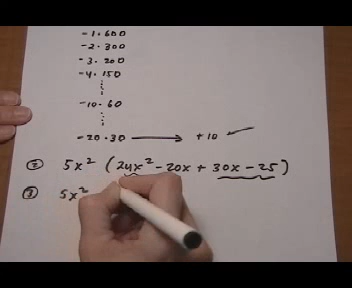 -1·600
-2·300
-3·200
-4·150
⋮
-10·60
⋮
-20·30 ⟶ +10 ✓
② 5x² (24x² -20x + 30x - 25)
③ 5x²